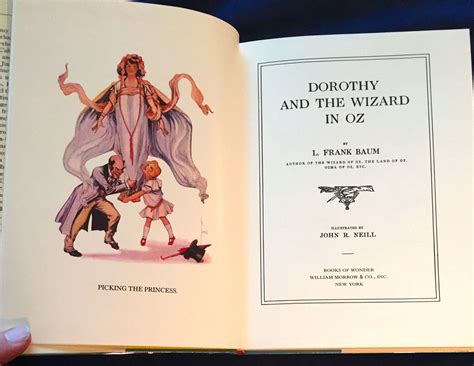 PICKING THE PRINCESS.
DOROTHY
AND THE WIZARD
IN OZ
BY
L. FRANK BAUM
AUTHOR OF THE WIZARD OF OZ, THE LAND OF OZ,
OZMA OF OZ, ETC.
ILLUSTRATED BY
JOHN R. NEILL
BOOKS OF WONDER
WILLIAM MORROW & CO., INC.
NEW YORK